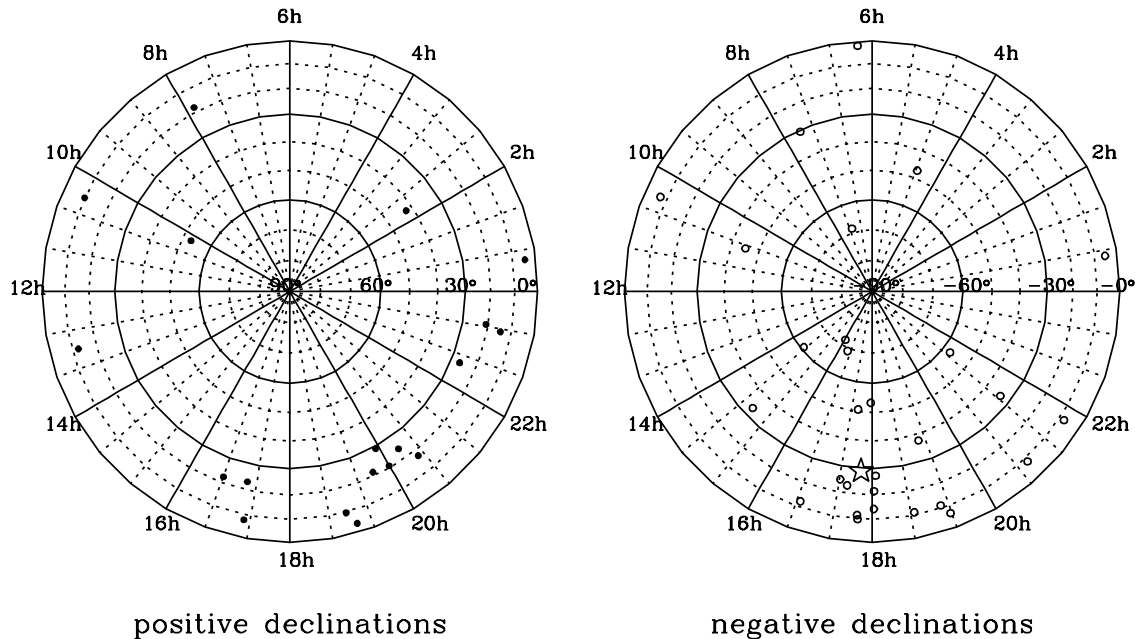 6h 6h
8h 4h 8h 4h
10h 2h 10h 2h
12h 60° 30° 0° 12h −60° −30° −0°
14h 22h 14h 22h
16h 20h 16h 20h
18h 18h
positive declinations negative declinations